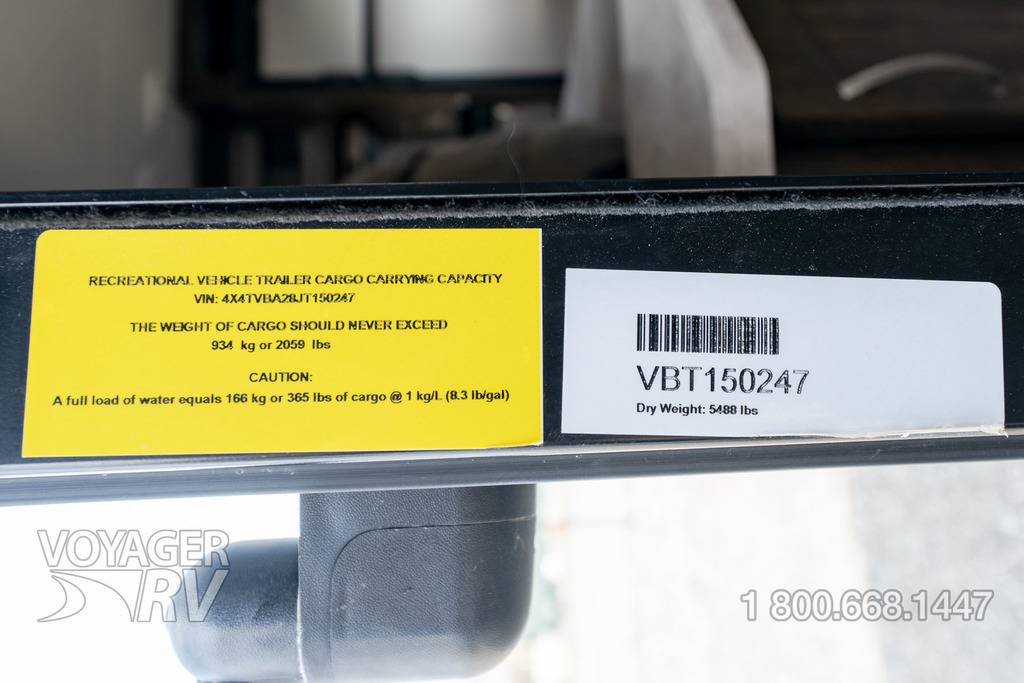 RECREATIONAL VEHICLE TRAILER CARGO CARRYING CAPACITY
VIN: 4X4TVBA28JT150247
THE WEIGHT OF CARGO SHOULD NEVER EXCEED
934 kg or 2059 lbs
CAUTION:
A full load of water equals 166 kg or 365 lbs of cargo @ 1 kg/L (8.3 lb/gal)
VBT150247
Dry Weight: 5488 lbs
VOYAGER
RV
1 800.668.1447